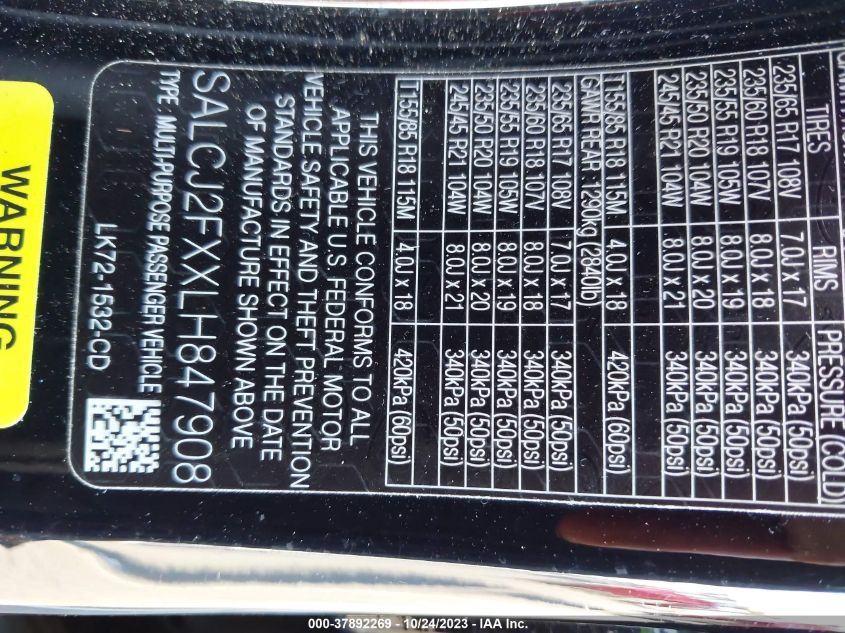 TIRES RIMS PRESSURE (COLD)
235/65 R17 108V 7.0J x 17 340kPa (50psi)
235/60 R18 107V 8.0J x 18 340kPa (50psi)
235/55 R19 105W 8.0J x 19 340kPa (50psi)
235/50 R20 104W 8.0J x 20 340kPa (50psi)
245/45 R21 104W 8.0J x 21 340kPa (50psi)
T155/85 R18 115M 4.0J x 18 420kPa (60psi)
GAWR REAR 1290kg (2840lb)
235/65 R17 108V 7.0J x 17 340kPa (50psi)
235/60 R18 107V 8.0J x 18 340kPa (50psi)
235/55 R19 105W 8.0J x 19 340kPa (50psi)
235/50 R20 104W 8.0J x 20 340kPa (50psi)
245/45 R21 104W 8.0J x 21 340kPa (50psi)
T155/85 R18 115M 4.0J x 18 420kPa (60psi)
THIS VEHICLE CONFORMS TO ALL
APPLICABLE U.S. FEDERAL MOTOR
VEHICLE SAFETY AND THEFT PREVENTION
STANDARDS IN EFFECT ON THE DATE
OF MANUFACTURE SHOWN ABOVE
SALCJ2FXXLH847908
TYPE: MULTI-PURPOSE PASSENGER VEHICLE
LK72-1532-CD
WARNING
000-37892269 - 10/24/2023 - IAA Inc.